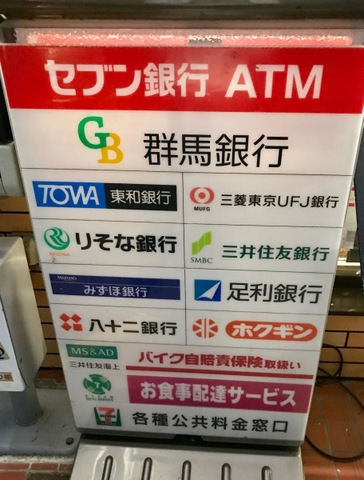 セブン銀行 ATM
GB 群馬銀行
TOWA 東和銀行
MUFG 三菱東京UFJ銀行
RESONA りそな銀行
SMBC 三井住友銀行
MIZUHO みずほ銀行
足利銀行
八十二銀行
ホクギン
MS&AD 三井住友海上 バイク自賠責保険取扱い
お食事配達サービス
各種公共料金窓口